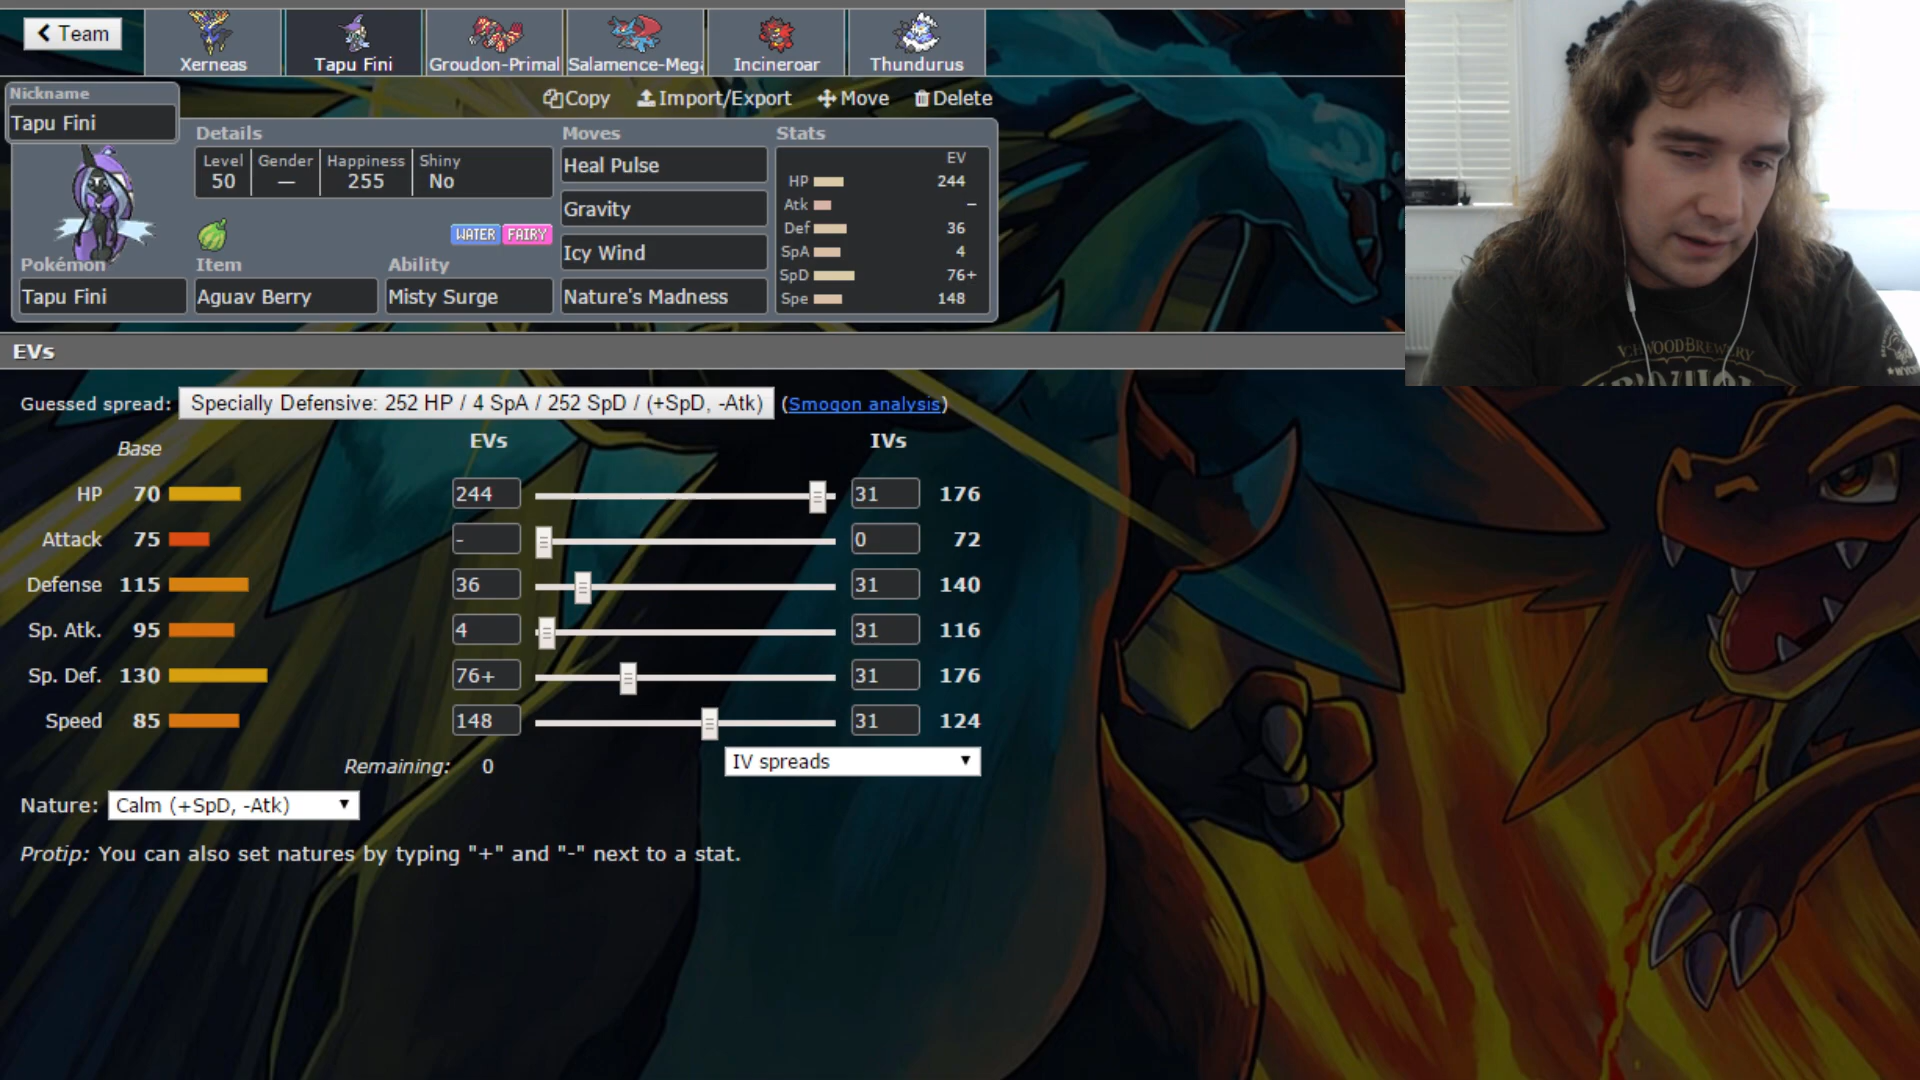 Team
Xerneas
Tapu Fini
Groudon-Primal
Salamence-Mega
Incineroar
Thundurus
Copy Import/Export Move Delete
Nickname
Tapu Fini
Details
Level Gender Happiness Shiny
50 — 255 No
WATER FAIRY
Pokémon Item Ability
Tapu Fini Aguav Berry Misty Surge
Moves
Heal Pulse
Gravity
Icy Wind
Nature's Madness
Stats
EV
HP 244
Atk –
Def 36
SpA 4
SpD 76+
Spe 148
EVs
Guessed spread: Specially Defensive: 252 HP / 4 SpA / 252 SpD / (+SpD, -Atk) (Smogon analysis)
Base EVs IVs
HP 70 244 31 176
Attack 75 - 0 72
Defense 115 36 31 140
Sp. Atk. 95 4 31 116
Sp. Def. 130 76+ 31 176
Speed 85 148 31 124
Remaining: 0 IV spreads
Nature: Calm (+SpD, -Atk)
Protip: You can also set natures by typing "+" and "-" next to a stat.